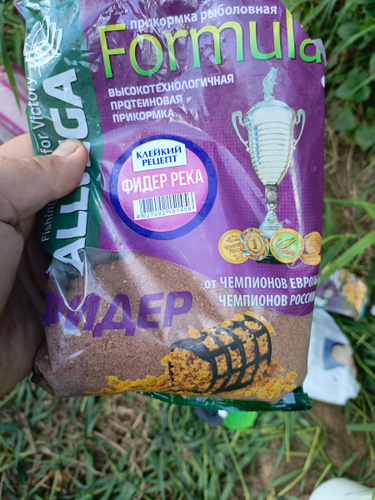 прикормка рыболовная
Formula
ВЫСОКОТЕХНОЛОГИЧНАЯ
ПРОТЕИНОВАЯ
ПРИКОРМКА
Fishing for Victory
ALLVEGA
КЛЕЙКИЙ
РЕЦЕПТ
ФИДЕР РЕКА
ОТ ЧЕМПИОНОВ ЕВРОПЫ
ЧЕМПИОНОВ РОССИИ
ФИДЕР